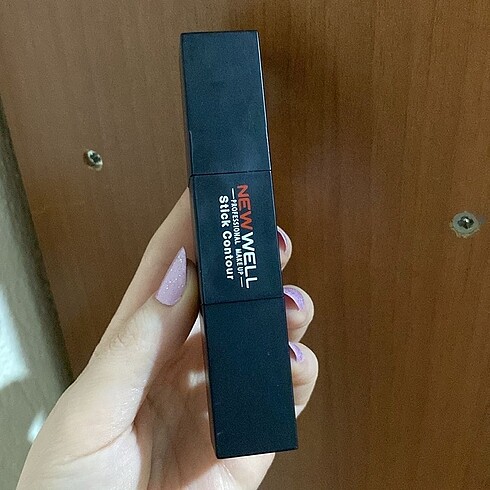 NEW WELL
PROFESSIONAL MAKE UP
Stick Contour